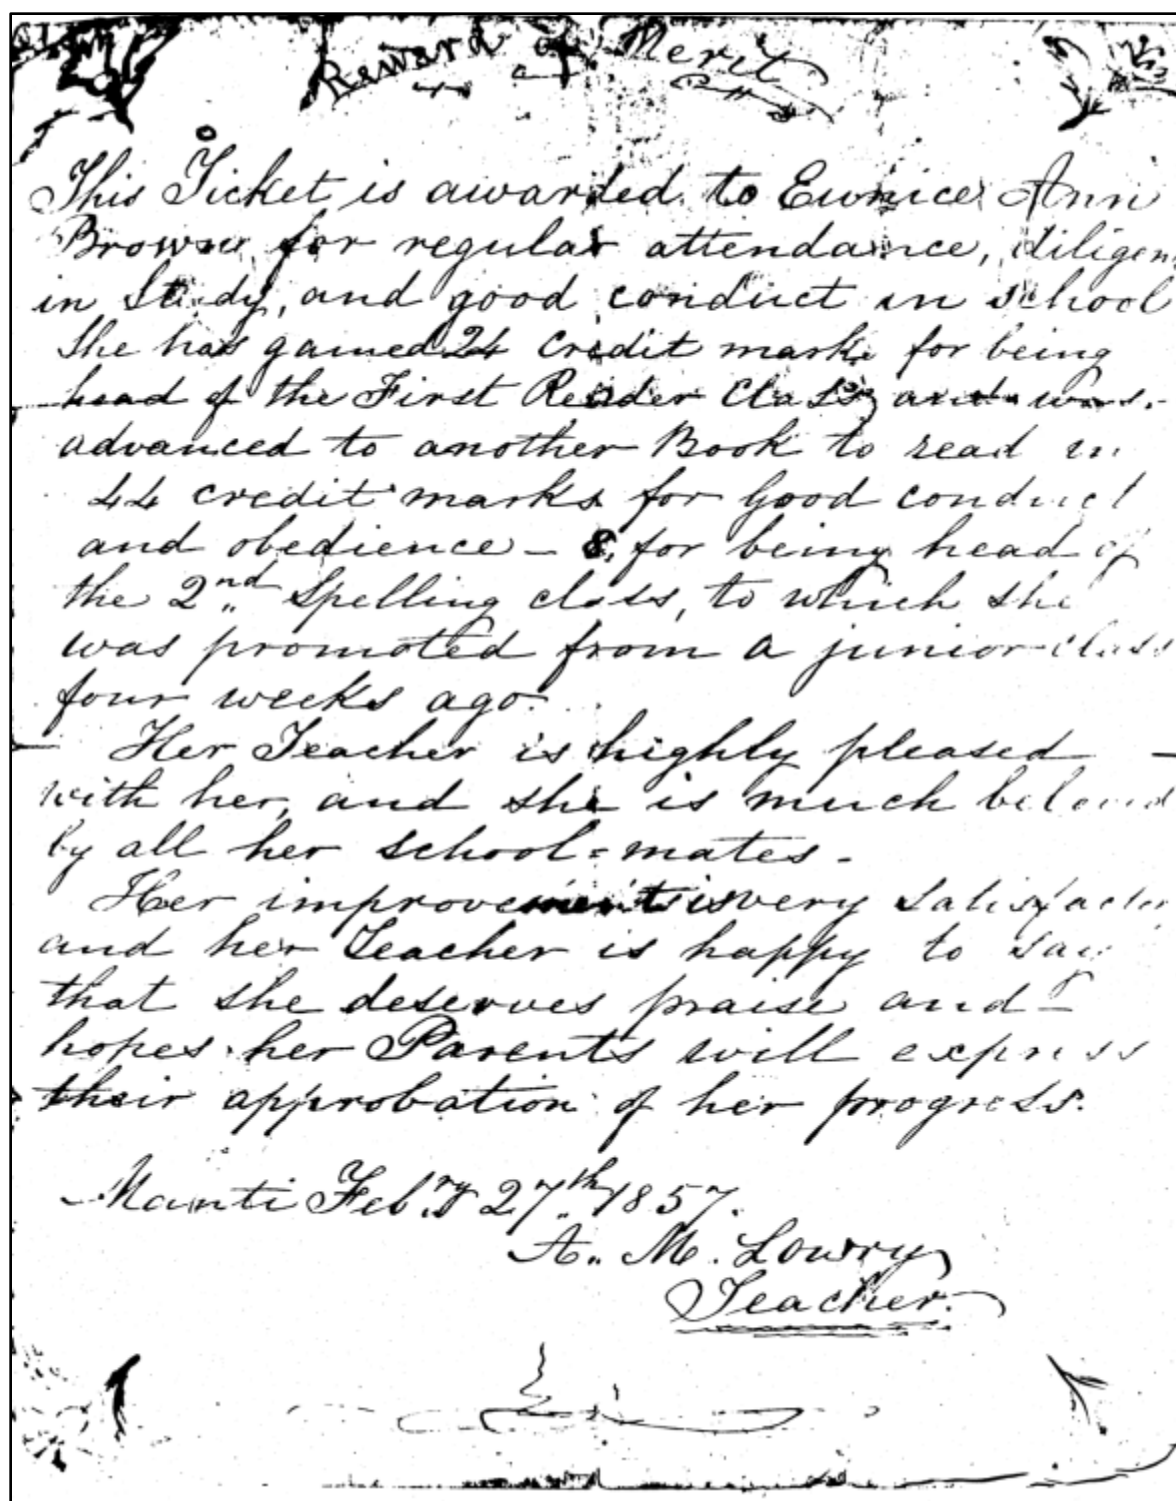 Reward of Merit.
This Ticket is awarded to Eunice Ann
Brown, for regular attendance, diligen
in Study, and good conduct in school
She has gained 24 credit marks for being
head of the First Reader Class, and was
advanced to another Book to read in
44 credit marks for Good conduct
and obedience – 8, for being head of
the 2nd Spelling class, to which she
was promoted from a junior class
four weeks ago.
Her Teacher is highly pleased –
with her, and she is much beloved
by all her school=mates –
Her improvement is very satisfactor
and her Teacher is happy to say
that she deserves praise and –
hopes her Parents will express
their approbation of her progress.
Manti Feb.ry 27th 1857.
A. M. Lowry
Teacher.